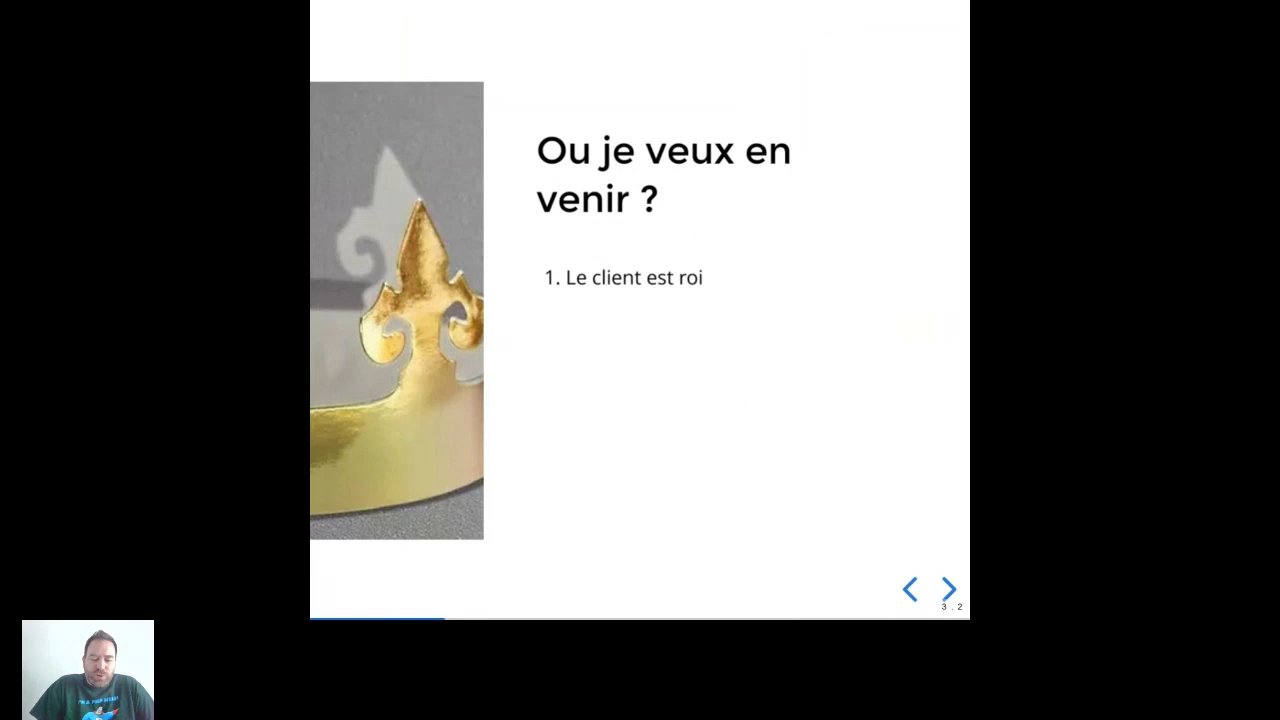 Ou je veux en
venir ?
1. Le client est roi
3 . 2